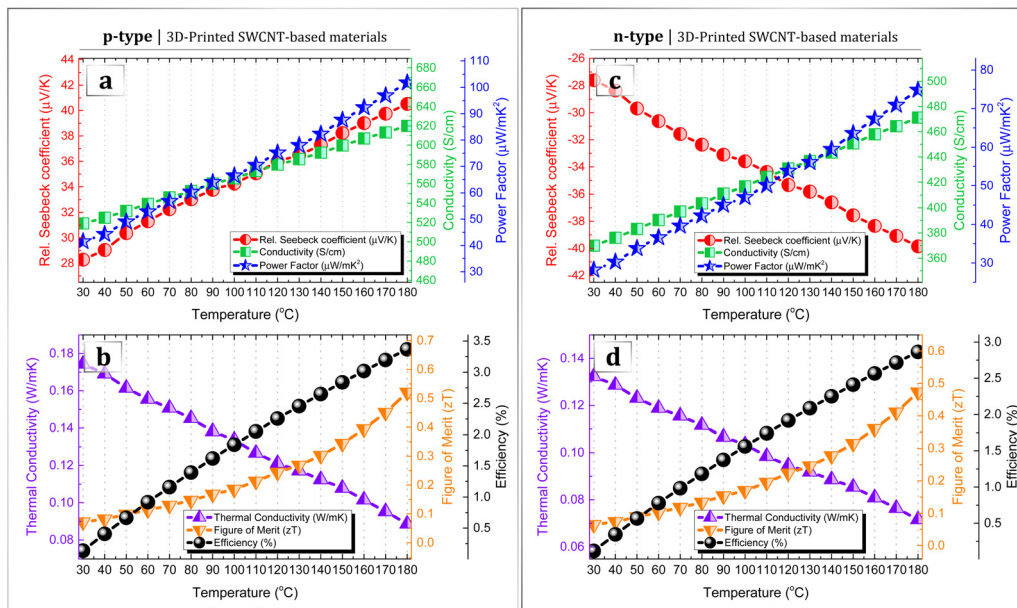 p-type | 3D-Printed SWCNT-based materials
a
Rel. Seebeck coefficient (μV/K)
44
42
40
38
36
34
32
30
28
680
660
640
620
600
580
560
540
520
500
480
460
Conductivity (S/cm)
110
100
90
80
70
60
50
40
30
Power Factor (μW/mK²)
Rel. Seebeck coefficient (μV/K)
Conductivity (S/cm)
Power Factor (μW/mK²)
30 40 50 60 70 80 90 100 110 120 130 140 150 160 170 180
Temperature (°C)
b
Thermal Conductivity (W/mK)
0.18
0.16
0.14
0.12
0.10
0.08
0.7
0.6
0.5
0.4
0.3
0.2
0.1
0.0
Figure of Merit (zT)
3.5
3.0
2.5
2.0
1.5
1.0
0.5
Efficiency (%)
Thermal Conductivity (W/mK)
Figure of Merit (zT)
Efficiency (%)
30 40 50 60 70 80 90 100 110 120 130 140 150 160 170 180
Temperature (°C)
n-type | 3D-Printed SWCNT-based materials
c
Rel. Seebeck coefficient (μV/K)
-26
-28
-30
-32
-34
-36
-38
-40
-42
500
480
460
440
420
400
380
360
Conductivity (S/cm)
80
70
60
50
40
30
Power Factor (μW/mK²)
Rel. Seebeck coefficient (μV/K)
Conductivity (S/cm)
Power Factor (μW/mK²)
30 40 50 60 70 80 90 100 110 120 130 140 150 160 170 180
Temperature (°C)
d
Thermal Conductivity (W/mK)
0.14
0.12
0.10
0.08
0.06
0.6
0.5
0.4
0.3
0.2
0.1
0.0
Figure of Merit (zT)
3.0
2.5
2.0
1.5
1.0
0.5
Efficiency (%)
Thermal Conductivity (W/mK)
Figure of Merit (zT)
Efficiency (%)
30 40 50 60 70 80 90 100 110 120 130 140 150 160 170 180
Temperature (°C)